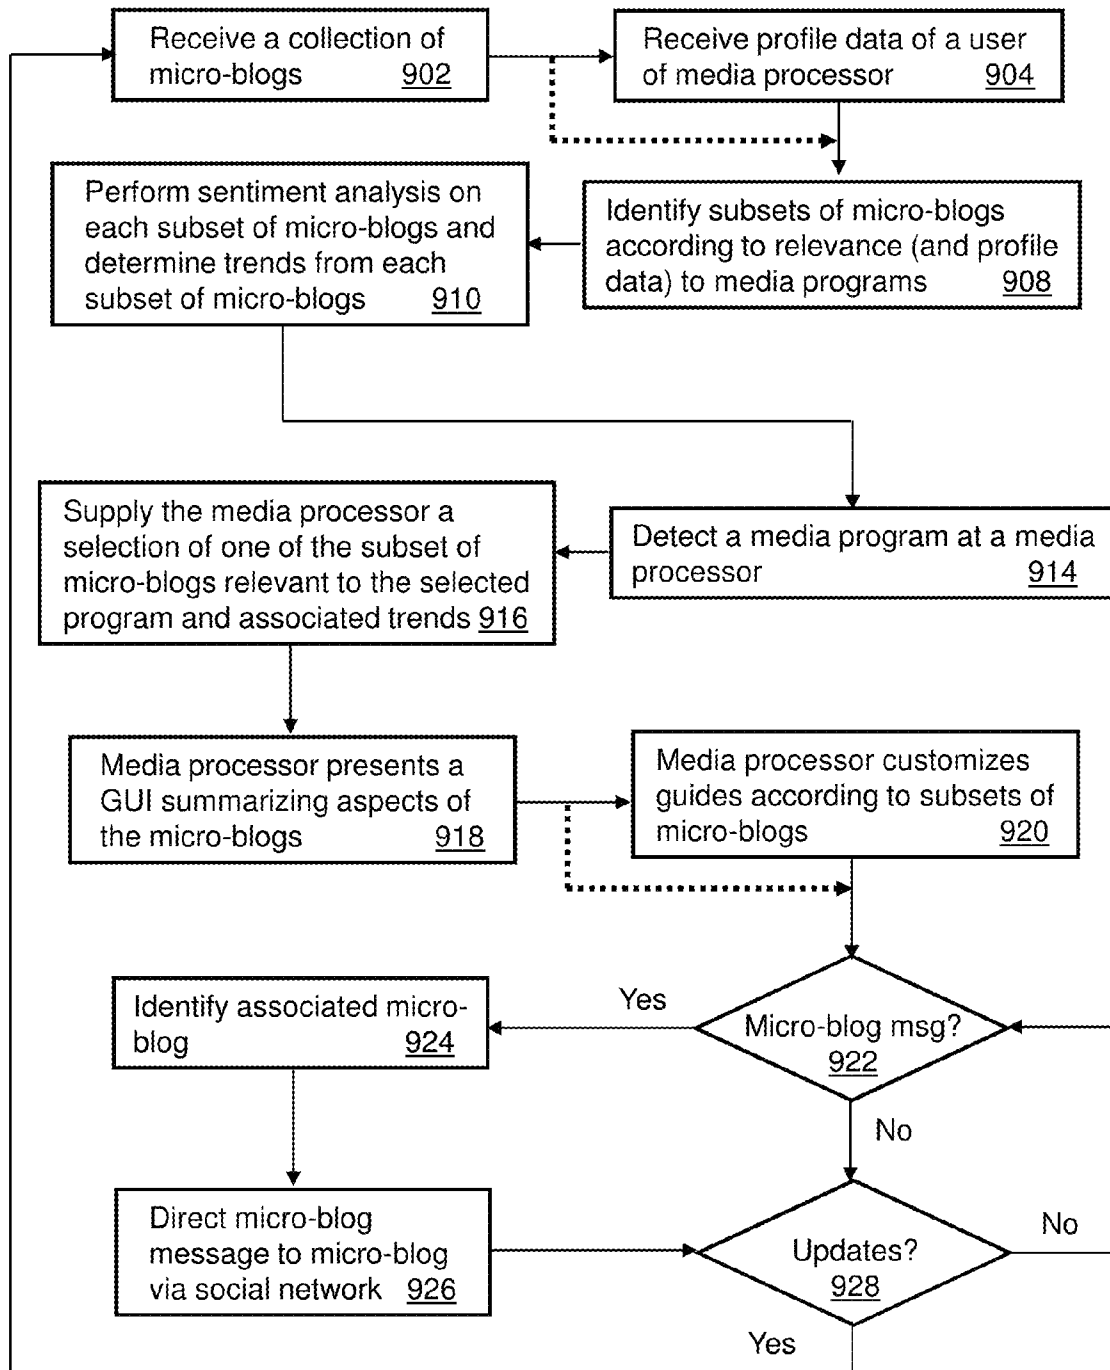 Receive a collection of
micro-blogs 902
Receive profile data of a user
of media processor 904
Perform sentiment analysis on
each subset of micro-blogs and
determine trends from each
subset of micro-blogs 910
Identify subsets of micro-blogs
according to relevance (and profile
data) to media programs 908
Supply the media processor a
selection of one of the subset of
micro-blogs relevant to the selected
program and associated trends 916
Detect a media program at a media
processor 914
Media processor presents a
GUI summarizing aspects of
the micro-blogs 918
Media processor customizes
guides according to subsets of
micro-blogs 920
Identify associated micro-
blog 924
Yes
Micro-blog msg?
922
No
Direct micro-blog
message to micro-blog
via social network 926
Updates?
928
No
Yes